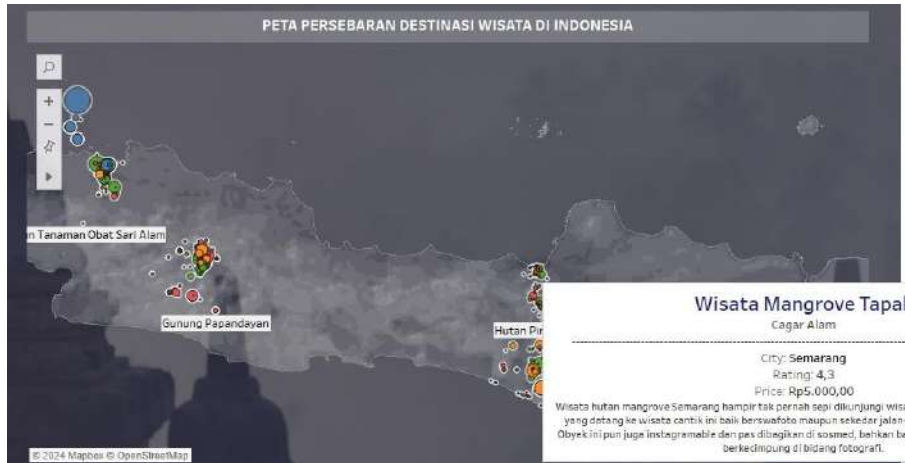 PETA PERSEBARAN DESTINASI WISATA DI INDONESIA
n Tanaman Obat Sari Alam
Gunung Papandayan
Hutan Pin
Wisata Mangrove Tapak
Cagar Alam
City: Semarang
Rating: 4,3
Price: Rp5.000,00
Wisata hutan mangrove Semarang hampir tak pernah sepi dikunjungi wisa
yang datang ke wisata cantik ini baik berswafoto maupun sekedar jalan-
Obyek ini pun juga instagramable dan pas dibagikan di sosmed, bahkan ba
berkecimpung di bidang fotografi.
© 2024 Mapbox © OpenStreetMap